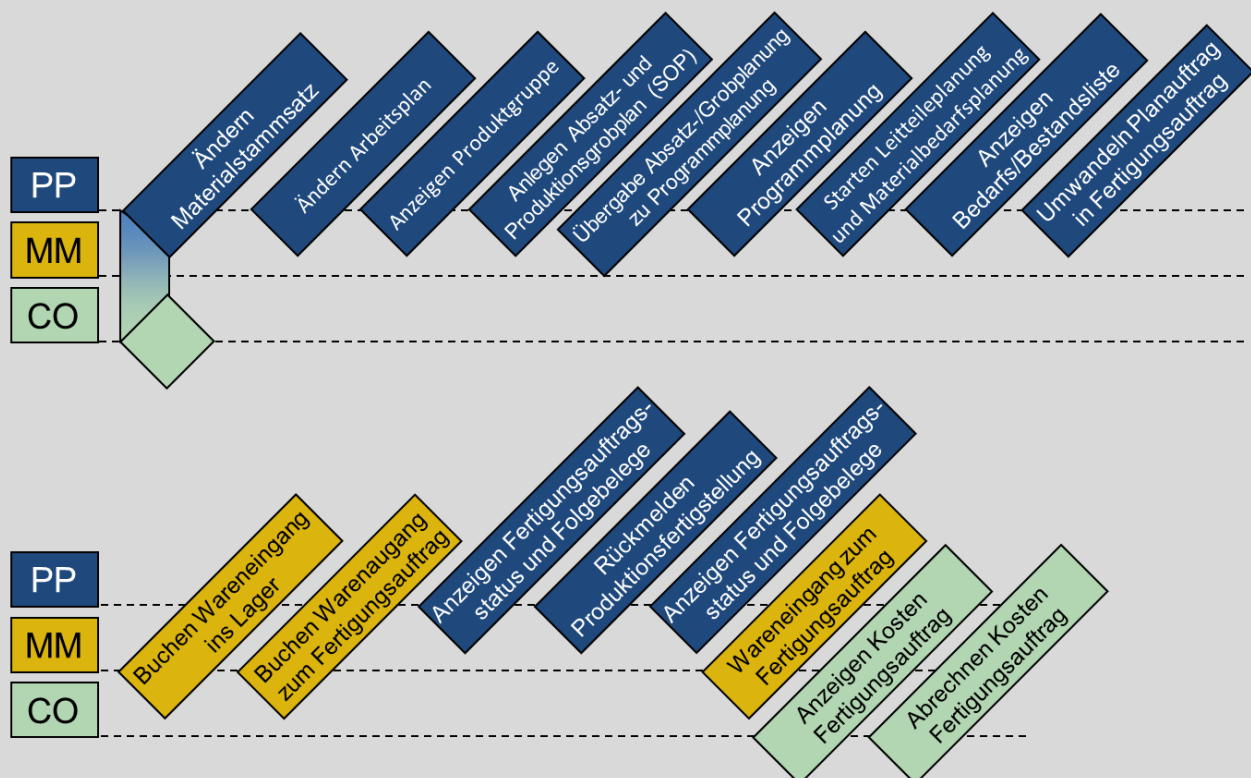 PP
MM
CO
Ändern
Materialstammsatz
Ändern Arbeitsplan
Anzeigen Produktgruppe
Anlegen Absatz- und
Produktionsgrobplan (SOP)
Übergabe Absatz-/Grobplanung
zu Programmplanung
Anzeigen
Programmplanung
Starten Leitteileplanung
und Materialbedarfsplanung
Anzeigen
Bedarfs/Bestandsliste
Umwandeln Planauftrag
in Fertigungsauftrag
PP
MM
CO
Buchen Wareneingang
ins Lager
Buchen Warenaugang
zum Fertigungsauftrag
Anzeigen Fertigungsauftrags-
status und Folgebelege
Rückmelden
Produktionsfertigstellung
Anzeigen Fertigungsauftrags-
status und Folgebelege
Wareneingang zum
Fertigungsauftrag
Anzeigen Kosten
Fertigungsauftrag
Abrechnen Kosten
Fertigungsauftrag